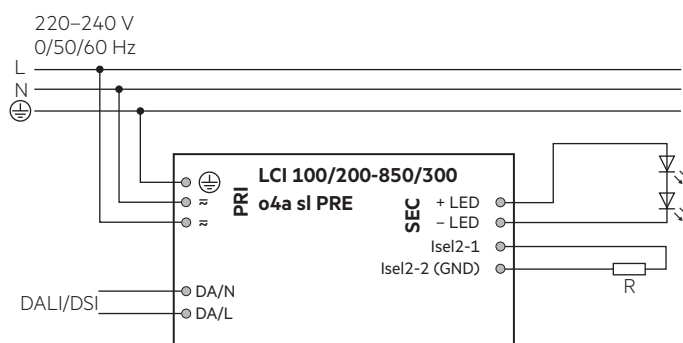 220–240 V
0/50/60 Hz
L
N
PRI
LCI 100/200-850/300
o4a sl PRE
SEC
+ LED
– LED
Isel2-1
Isel2-2 (GND)
R
DALI/DSI
DA/N
DA/L